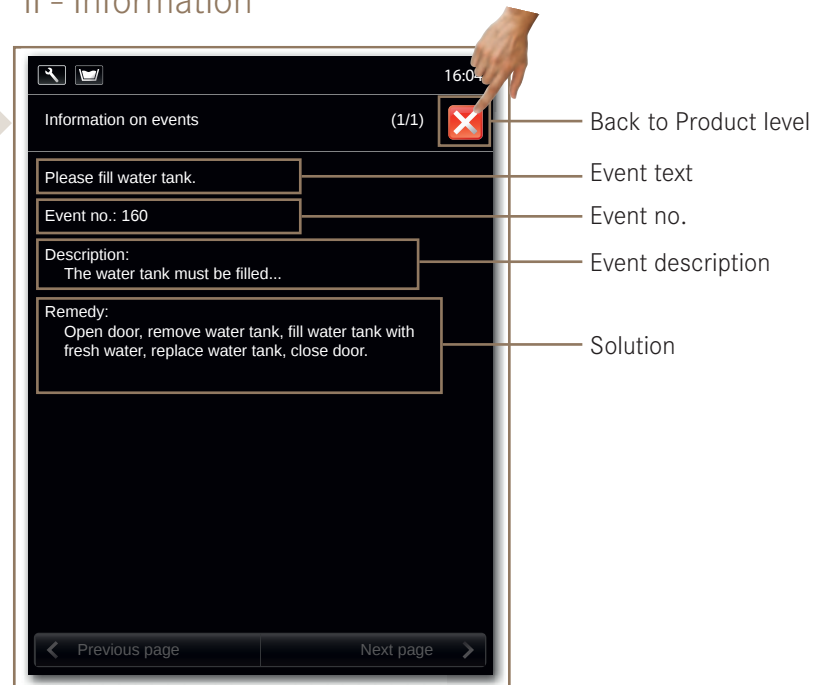 II - Information
16:04
Information on events (1/1)
Back to Product level
Please fill water tank.
Event text
Event no.: 160
Event no.
Description:
The water tank must be filled...
Event description
Remedy:
Open door, remove water tank, fill water tank with
fresh water, replace water tank, close door.
Solution
Previous page
Next page